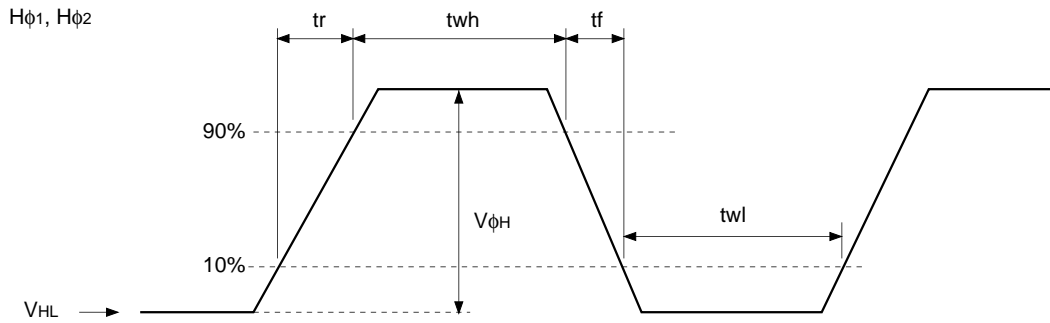 Hφ1, Hφ2
tr
twh
tf
90%
VφH
twl
10%
VHL